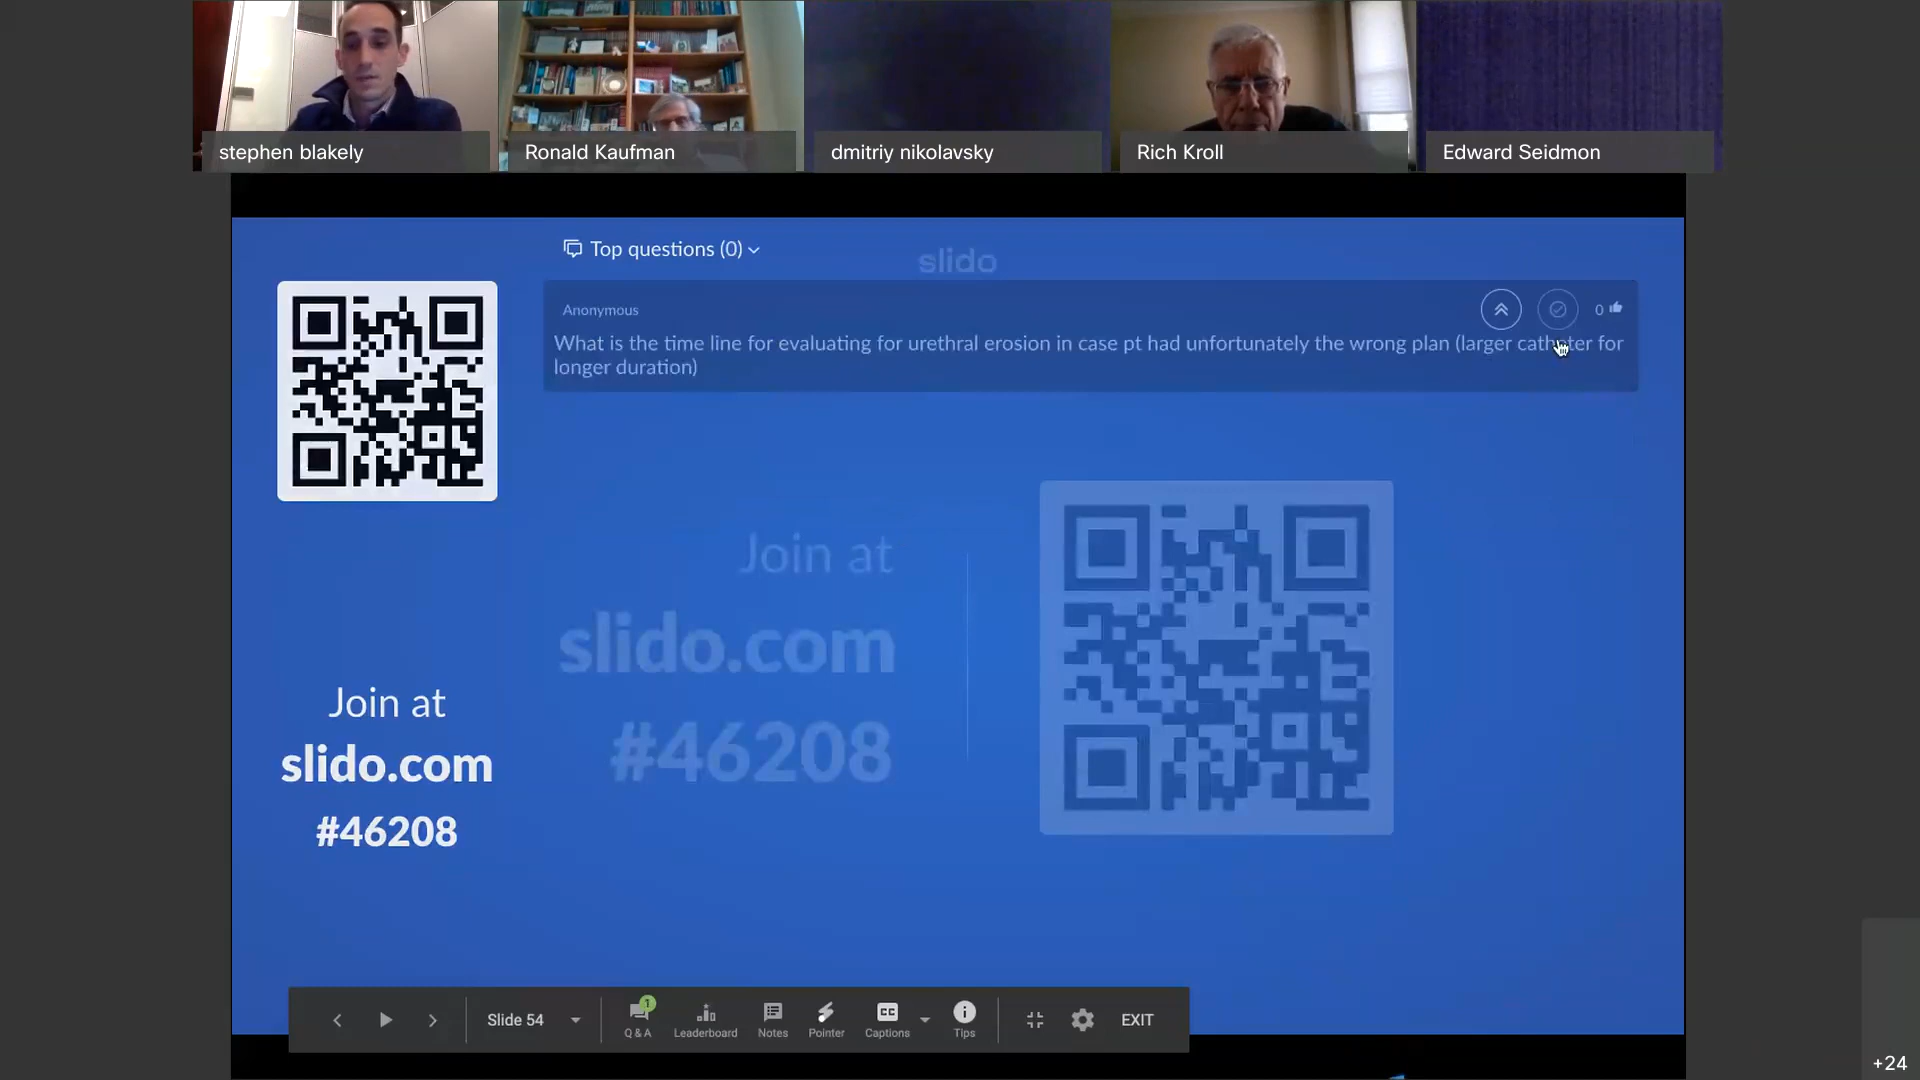 stephen blakely
Ronald Kaufman
dmitriy nikolavsky
Rich Kroll
Edward Seidmon
Top questions (0)
slido
Anonymous
0
What is the time line for evaluating for urethral erosion in case pt had unfortunately the wrong plan (larger catheter for
longer duration)
Join at
slido.com
#46208
Join at
slido.com
#46208
Slide 54
1
Q & A
Leaderboard
Notes
Pointer
CC
Captions
Tips
EXIT
+24